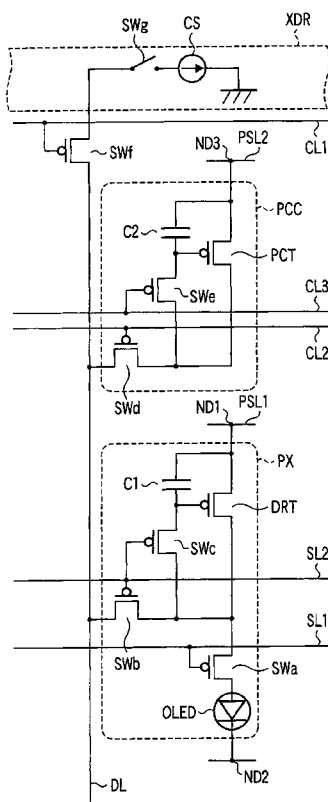 SWg
CS
XDR
CL1
SWf
ND3
PSL2
PCC
C2
PCT
SWe
CL3
CL2
SWd
ND1
PSL1
PX
C1
DRT
SWc
SL2
SWb
SL1
SWa
OLED
ND2
DL